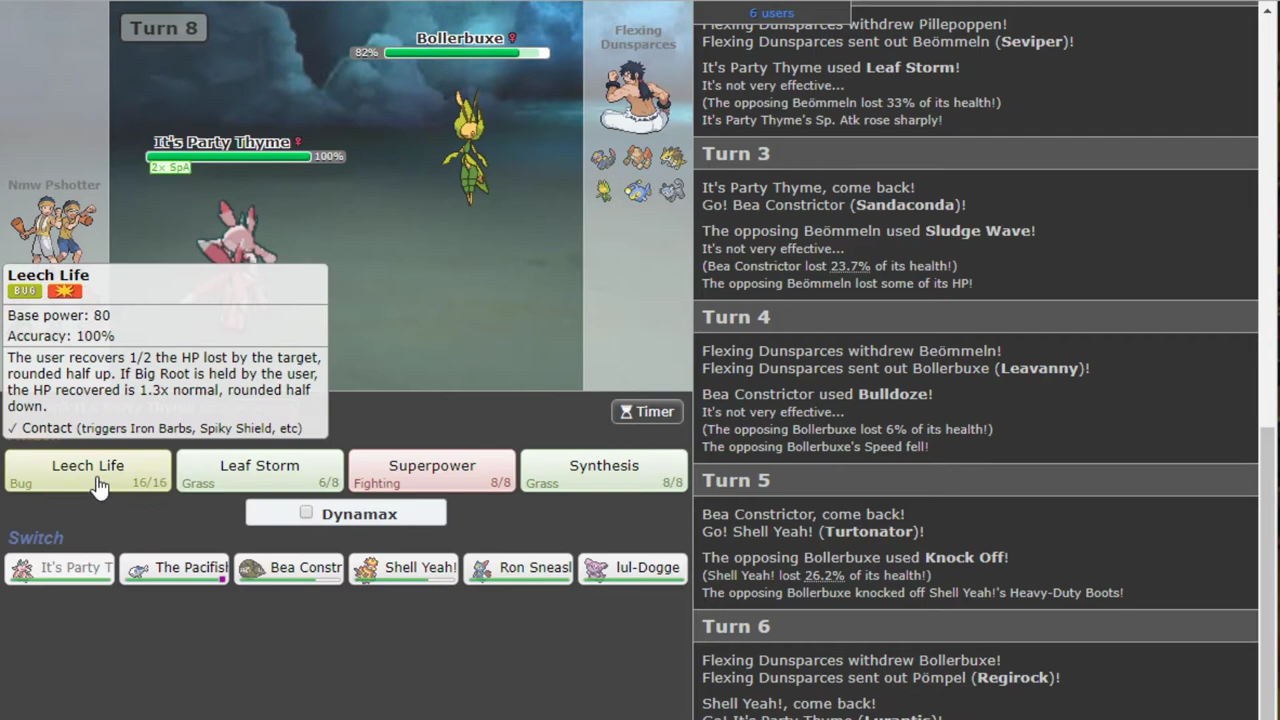 Turn 8
Bollerbuxe ♀
82%
It's Party Thyme ♀
100%
2× SpA
Nmw Pshotter
Flexing
Dunsparces
Leech Life
BUG
Base power: 80
Accuracy: 100%
The user recovers 1/2 the HP lost by the target,
rounded half up. If Big Root is held by the user,
the HP recovered is 1.3x normal, rounded half
down.
✓ Contact (triggers Iron Barbs, Spiky Shield, etc)
Timer
Leech Life
Bug 16/16
Leaf Storm
Grass 6/8
Superpower
Fighting 8/8
Synthesis
Grass 8/8
Dynamax
Switch
It's Party T
The Pacifish
Bea Constr
Shell Yeah!
Ron Sneasl
lul-Dogge
6 users
Flexing Dunsparces withdrew Pillepoppen!
Flexing Dunsparces sent out Beömmeln (Seviper)!
It's Party Thyme used Leaf Storm!
It's not very effective...
(The opposing Beömmeln lost 33% of its health!)
It's Party Thyme's Sp. Atk rose sharply!
Turn 3
It's Party Thyme, come back!
Go! Bea Constrictor (Sandaconda)!
The opposing Beömmeln used Sludge Wave!
It's not very effective...
(Bea Constrictor lost 23.7% of its health!)
The opposing Beömmeln lost some of its HP!
Turn 4
Flexing Dunsparces withdrew Beömmeln!
Flexing Dunsparces sent out Bollerbuxe (Leavanny)!
Bea Constrictor used Bulldoze!
It's not very effective...
(The opposing Bollerbuxe lost 6% of its health!)
The opposing Bollerbuxe's Speed fell!
Turn 5
Bea Constrictor, come back!
Go! Shell Yeah! (Turtonator)!
The opposing Bollerbuxe used Knock Off!
(Shell Yeah! lost 26.2% of its health!)
The opposing Bollerbuxe knocked off Shell Yeah!'s Heavy-Duty Boots!
Turn 6
Flexing Dunsparces withdrew Bollerbuxe!
Flexing Dunsparces sent out Pömpel (Regirock)!
Shell Yeah!, come back!
Go! It's Party Thyme (Lurantis)!